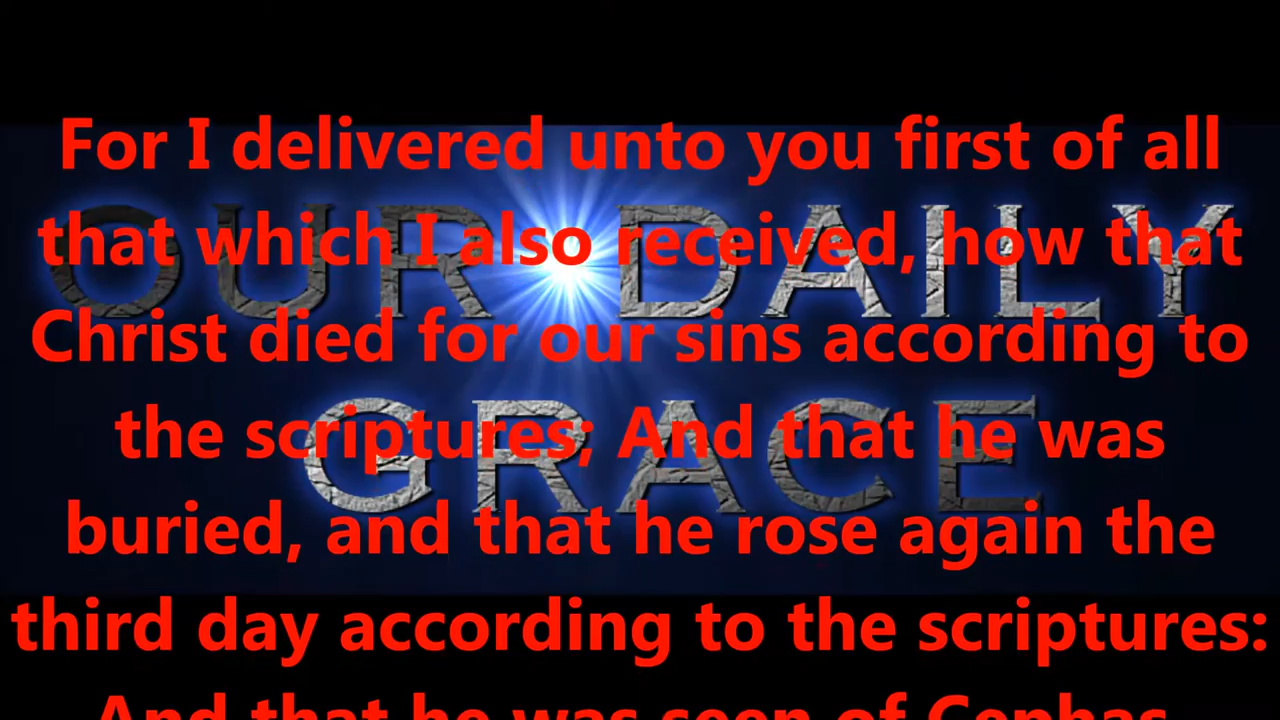 For I delivered unto you first of all
that which I also received, how that
Christ died for our sins according to
the scriptures; And that he was
buried, and that he rose again the
third day according to the scriptures:
And that he was seen of Cephas,
OUR DAILY
GRACE